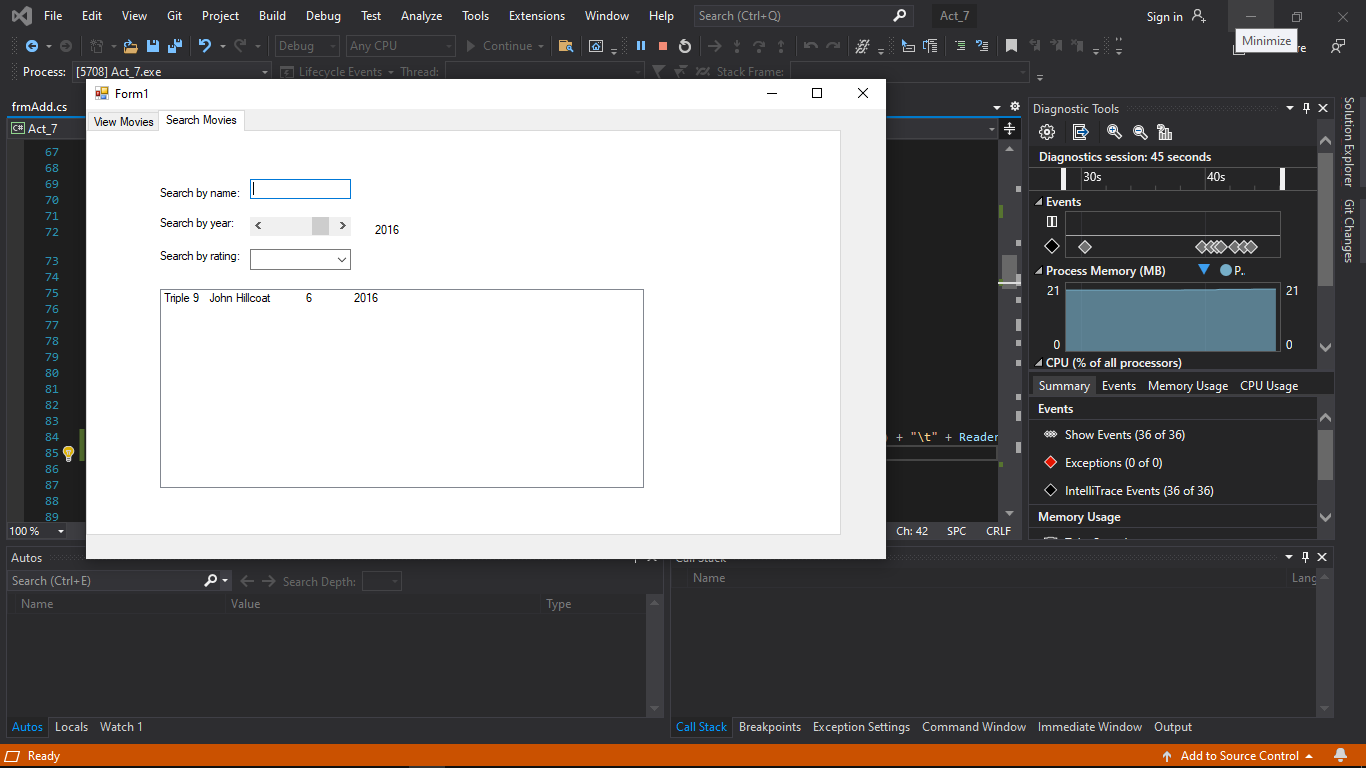 File Edit View Git Project Build Debug Test Analyze Tools Extensions Window Help Search (Ctrl+Q) Act_7 Sign in
Debug Any CPU Continue
Minimize
Process: [5708] Act_7.exe Lifecycle Events Thread: Stack Frame:
frmAdd.cs
Act_7
Form1
View Movies Search Movies
Search by name:
Search by year: 2016
Search by rating:
Triple 9 John Hillcoat 6 2016
67
68
69
70
71
72
73
74
75
76
77
78
79
80
81
82
83
84 + "\t" + Reader
85
86
87
88
89
100 % Ch: 42 SPC CRLF
Diagnostic Tools
Diagnostics session: 45 seconds
30s 40s
Events
Process Memory (MB) P..
21 21
0 0
CPU (% of all processors)
Summary Events Memory Usage CPU Usage
Events
Show Events (36 of 36)
Exceptions (0 of 0)
IntelliTrace Events (36 of 36)
Memory Usage
Solution Explorer
Git Changes
Autos
Search (Ctrl+E) Search Depth:
Name Value Type
Autos Locals Watch 1
Call Stack
Name Lang
Call Stack Breakpoints Exception Settings Command Window Immediate Window Output
Ready Add to Source Control